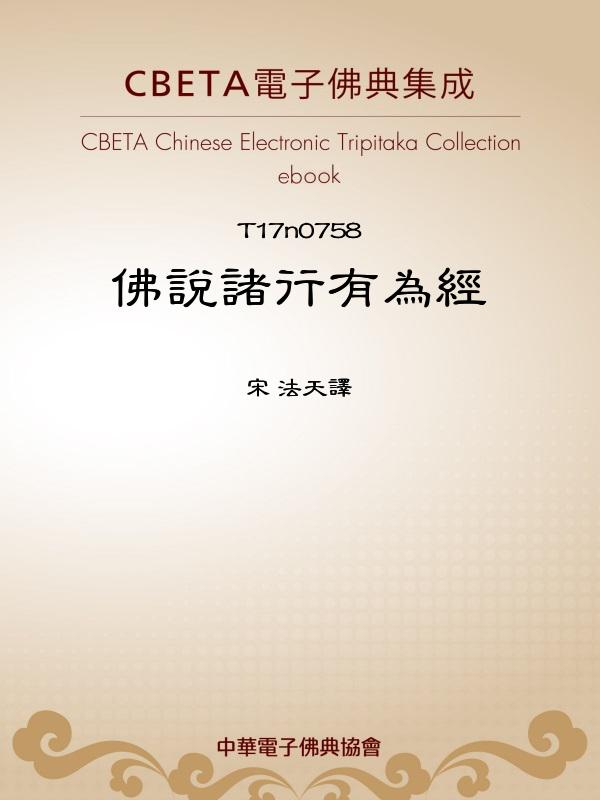 CBETA電子佛典集成
CBETA Chinese Electronic Tripitaka Collection
ebook
T17n0758
佛說諸行有為經
宋 法天譯
中華電子佛典協會